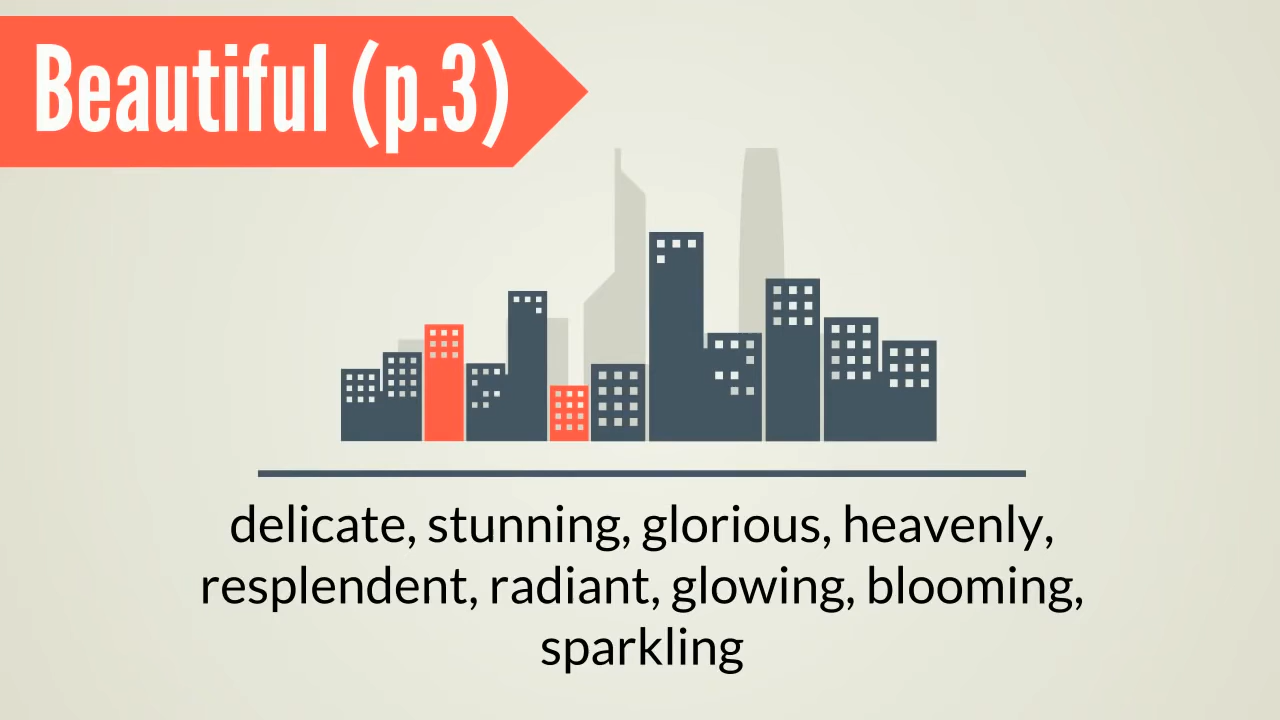 Beautiful (p.3)
delicate, stunning, glorious, heavenly,
resplendent, radiant, glowing, blooming,
sparkling